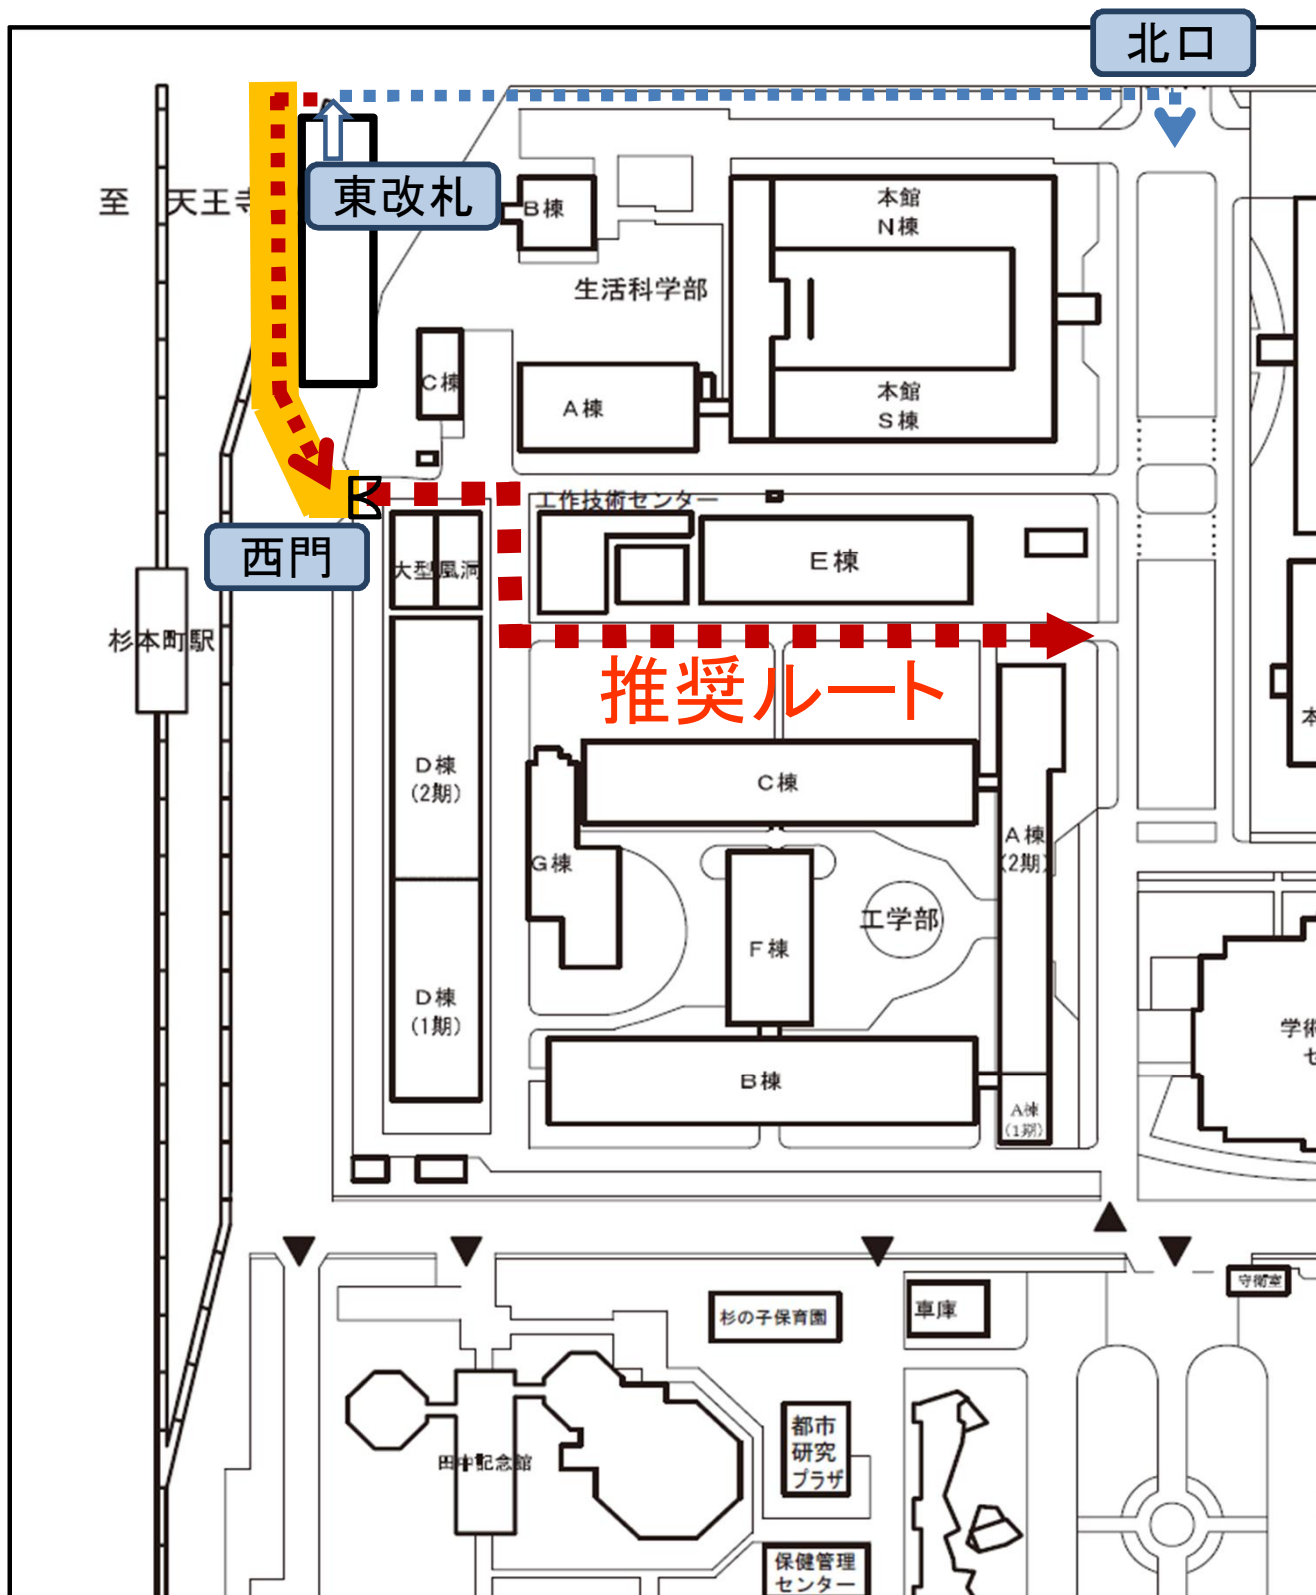 北口
東改札
至 天王寺
B棟
本館
N棟
生活科学部
C棟
A棟
本館
S棟
工作技術センター
西門
大型風洞
E棟
杉本町駅
推奨ルート
D棟
(2期)
C棟
A棟
(2期)
G棟
工学部
F棟
D棟
(1期)
B棟
A棟
(1期)
本
学術
セ
守衛室
杉の子保育園
車庫
都市
研究
プラザ
田中記念館
保健管理
センター